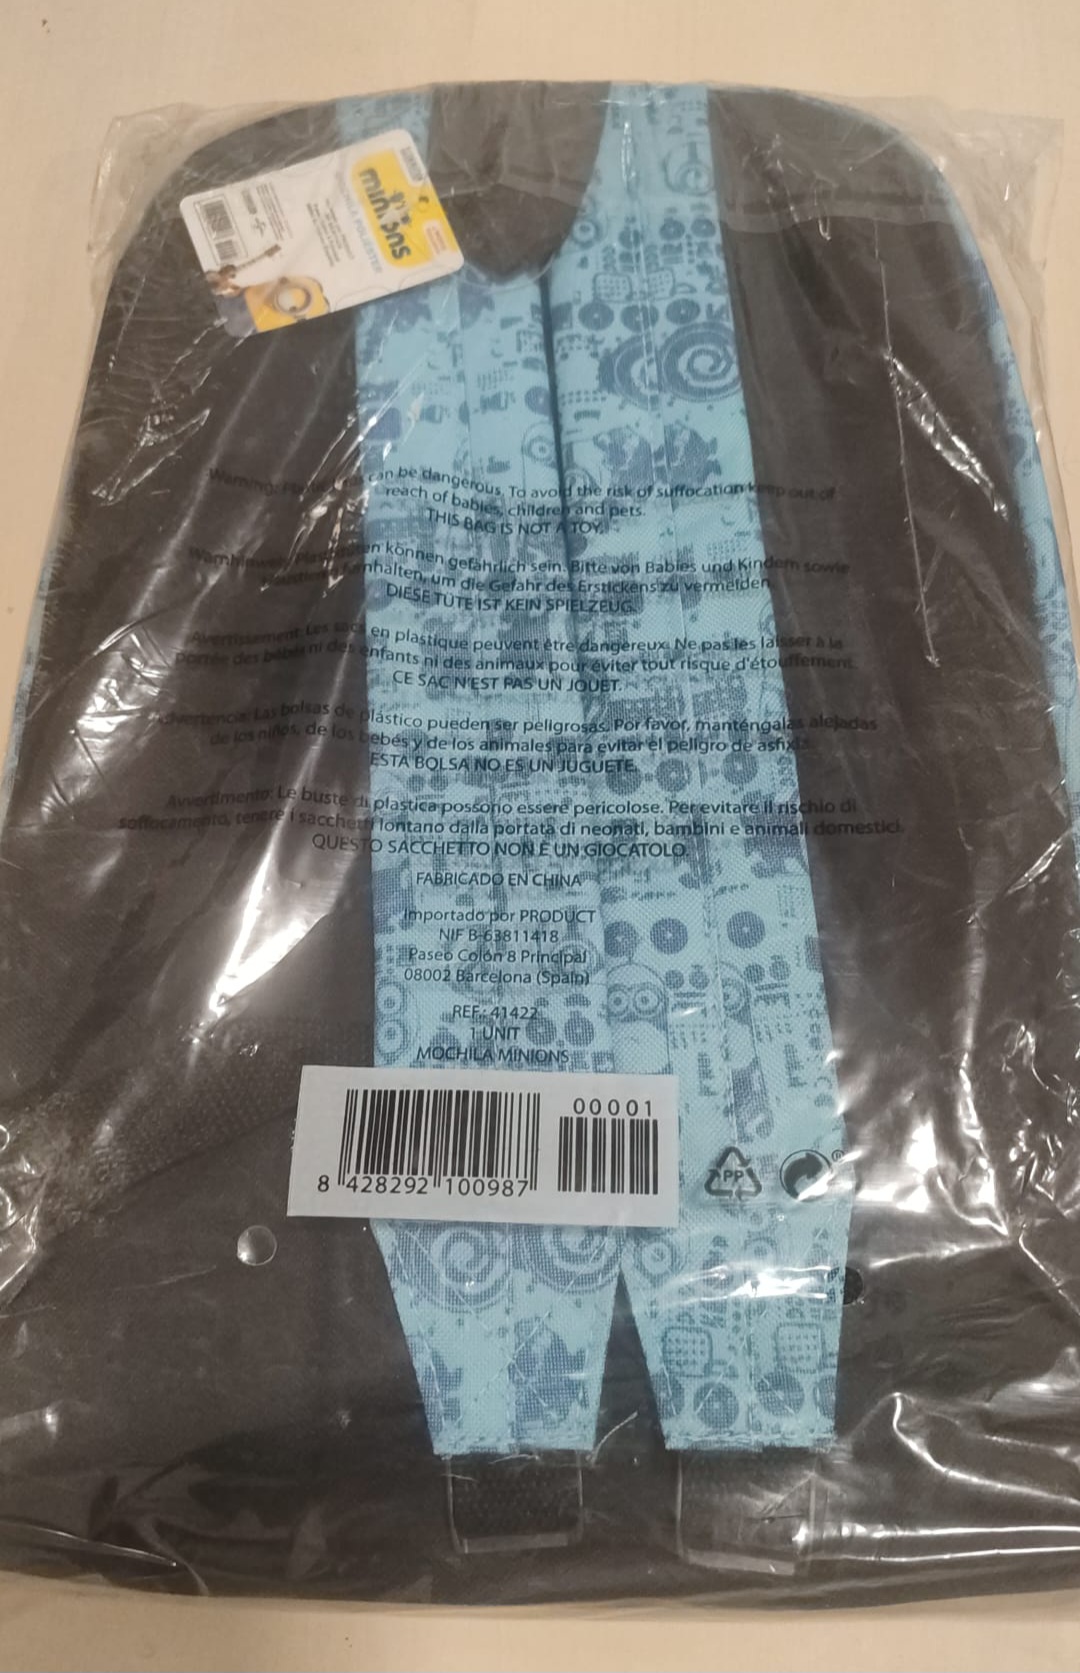 minions
MOCHILA POLIÉSTER
Warning: Plastic bags can be dangerous. To avoid the risk of suffocation keep out of
reach of babies, children and pets.
THIS BAG IS NOT A TOY.
Warnhinweis: Plastiktüten können gefährlich sein. Bitte von Babies und Kindern sowie
fernhalten, um die Gefahr des Erstickens zu vermeiden.
DIESE TÜTE IST KEIN SPIELZEUG.
Avertissement: Les sacs en plastique peuvent être dangereux. Ne pas les laisser à la
portée des bébés ni des enfants ni des animaux pour éviter tout risque d'étouffement.
CE SAC N'EST PAS UN JOUET.
Advertencia: Las bolsas de plástico pueden ser peligrosas. Por favor, manténgalas alejadas
de los niños, de los bebés y de los animales para evitar el peligro de asfixia.
ESTA BOLSA NO ES UN JUGUETE.
Avvertimento: Le buste di plastica possono essere pericolose. Per evitare il rischio di
soffocamento, tenere i sacchetti lontano dalla portata di neonati, bambini e animali domestici.
QUESTO SACCHETTO NON È UN GIOCATOLO.
FABRICADO EN CHINA
Importado por PRODUCT
NIF B-63811418
Paseo Colón 8 Principal
08002 Barcelona (Spain)
REF.: 41422
1 UNIT
MOCHILA MINIONS
00001
8 428292 100987
PP